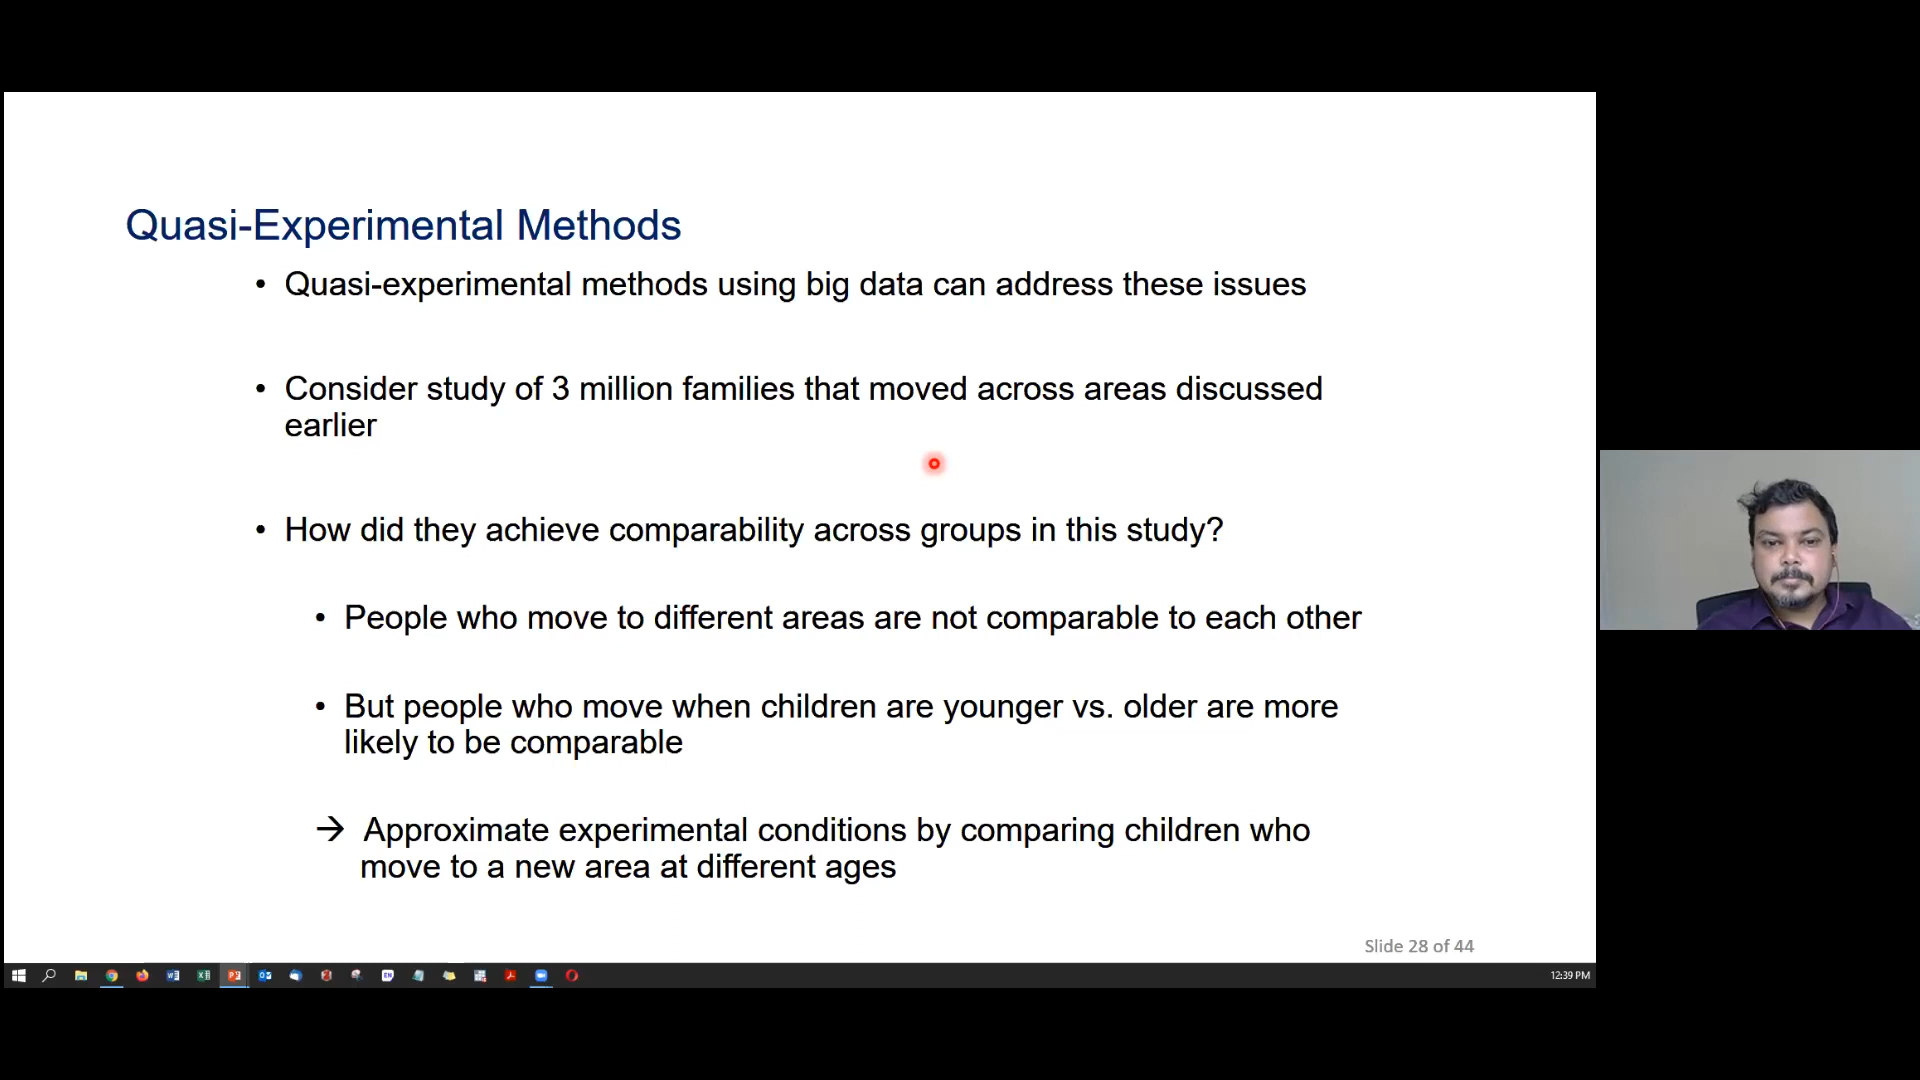 Quasi-Experimental Methods
• Quasi-experimental methods using big data can address these issues
• Consider study of 3 million families that moved across areas discussed
earlier
• How did they achieve comparability across groups in this study?
• People who move to different areas are not comparable to each other
• But people who move when children are younger vs. older are more
likely to be comparable
→ Approximate experimental conditions by comparing children who
move to a new area at different ages
Slide 28 of 44
12:39 PM